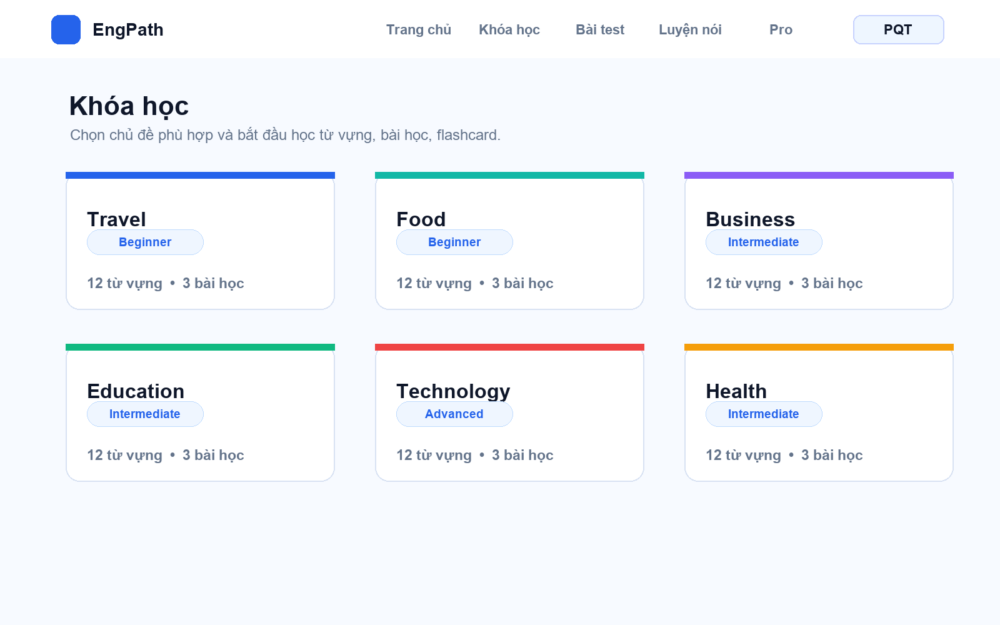 EngPath
Trang chủ
Khóa học
Bài test
Luyện nói
Pro
PQT
Khóa học
Chọn chủ đề phù hợp và bắt đầu học từ vựng, bài học, flashcard.
Travel
Beginner
12 từ vựng • 3 bài học
Food
Beginner
12 từ vựng • 3 bài học
Business
Intermediate
12 từ vựng • 3 bài học
Education
Intermediate
12 từ vựng • 3 bài học
Technology
Advanced
12 từ vựng • 3 bài học
Health
Intermediate
12 từ vựng • 3 bài học